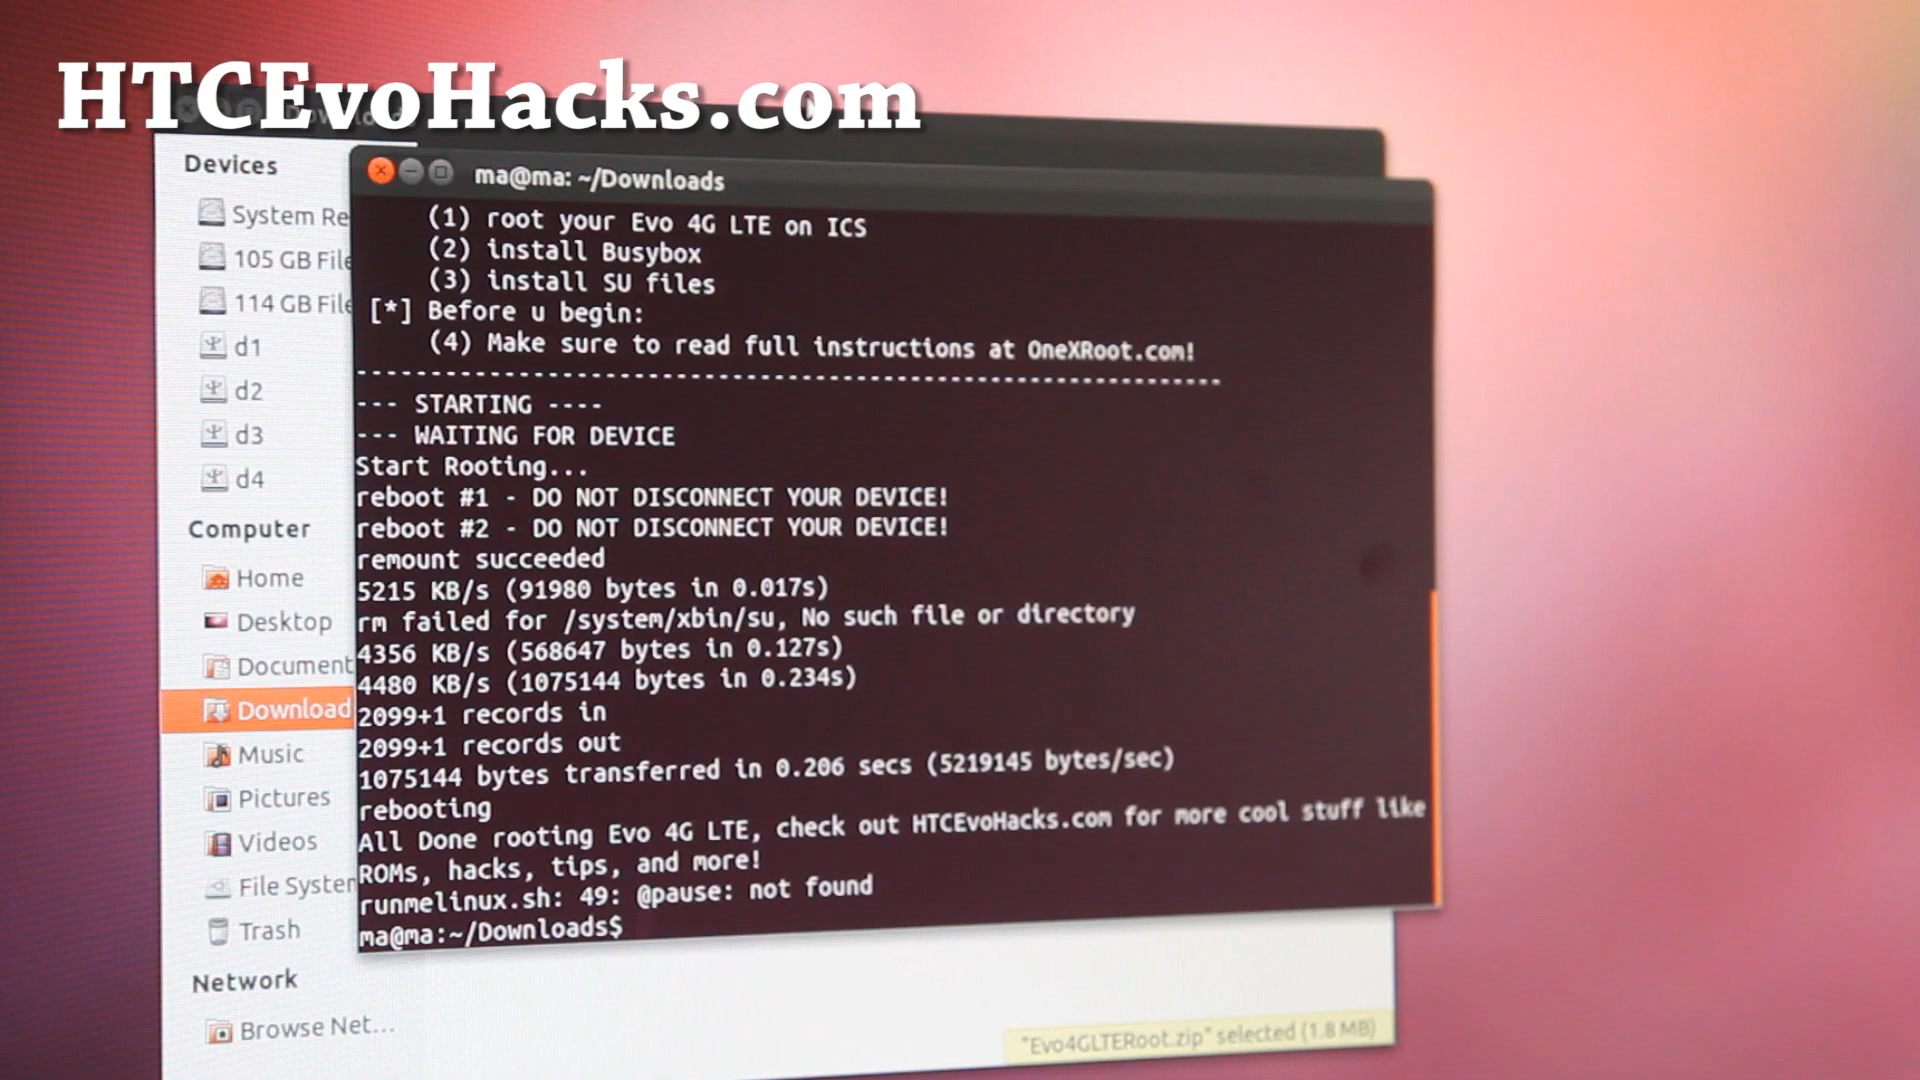 HTCEvoHacks.com
Devices
System Re
105 GB File
114 GB File
d1
d2
d3
d4
Computer
Home
Desktop
Document
Download
Music
Pictures
Videos
File System
Trash
Network
Browse Net...
ma@ma: ~/Downloads
(1) root your Evo 4G LTE on ICS
(2) install Busybox
(3) install SU files
[*] Before u begin:
(4) Make sure to read full instructions at OneXRoot.com!
-----------------------------------------------------------
--- STARTING ----
--- WAITING FOR DEVICE
Start Rooting...
reboot #1 - DO NOT DISCONNECT YOUR DEVICE!
reboot #2 - DO NOT DISCONNECT YOUR DEVICE!
remount succeeded
5215 KB/s (91980 bytes in 0.017s)
rm failed for /system/xbin/su, No such file or directory
4356 KB/s (568647 bytes in 0.127s)
4480 KB/s (1075144 bytes in 0.234s)
2099+1 records in
2099+1 records out
1075144 bytes transferred in 0.206 secs (5219145 bytes/sec)
rebooting
All Done rooting Evo 4G LTE, check out HTCEvoHacks.com for more cool stuff like
ROMs, hacks, tips, and more!
runmelinux.sh: 49: @pause: not found
ma@ma:~/Downloads$
"Evo4GLTERoot.zip" selected (1.8 MB)